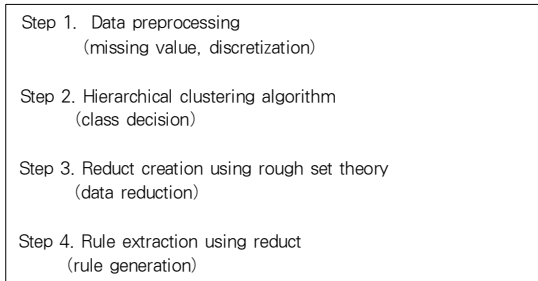 Step 1. Data preprocessing
(missing value, discretization)
Step 2. Hierarchical clustering algorithm
(class decision)
Step 3. Reduct creation using rough set theory
(data reduction)
Step 4. Rule extraction using reduct
(rule generation)